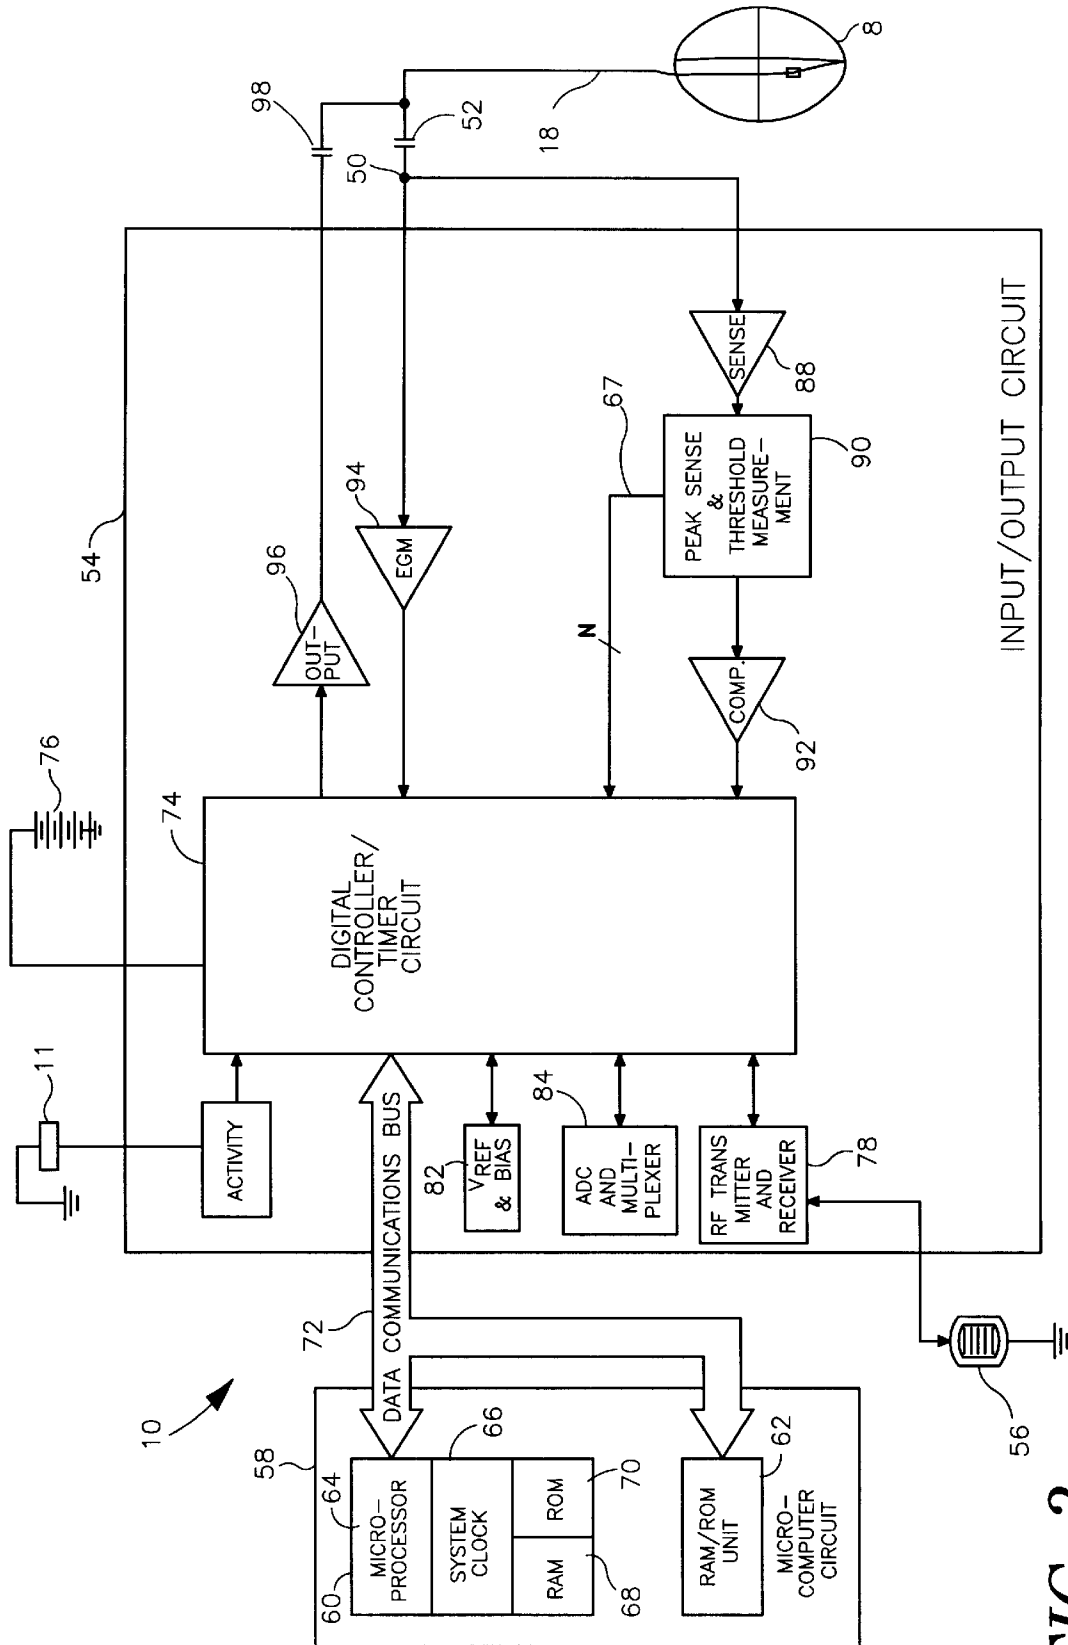 10
58
60
64
MICRO-
PROCESSOR
66
SYSTEM
CLOCK
RAM
ROM
68
70
RAM/ROM
UNIT
62
MICRO-
COMPUTER
CIRCUIT
72
DATA COMMUNICATIONS BUS
11
ACTIVITY
82
VREF
& BIAS
84
ADC
AND
MULTI-
PLEXER
RF TRANS
MITTER
AND
RECEIVER
78
56
76
74
DIGITAL
CONTROLLER/
TIMER
CIRCUIT
54
96
OUT-
PUT
94
EGM
N
67
PEAK SENSE
&
THRESHOLD
MEASURE-
MENT
90
COMP.
92
SENSE
88
INPUT/OUTPUT CIRCUIT
98
50
52
18
8
FIG. 2